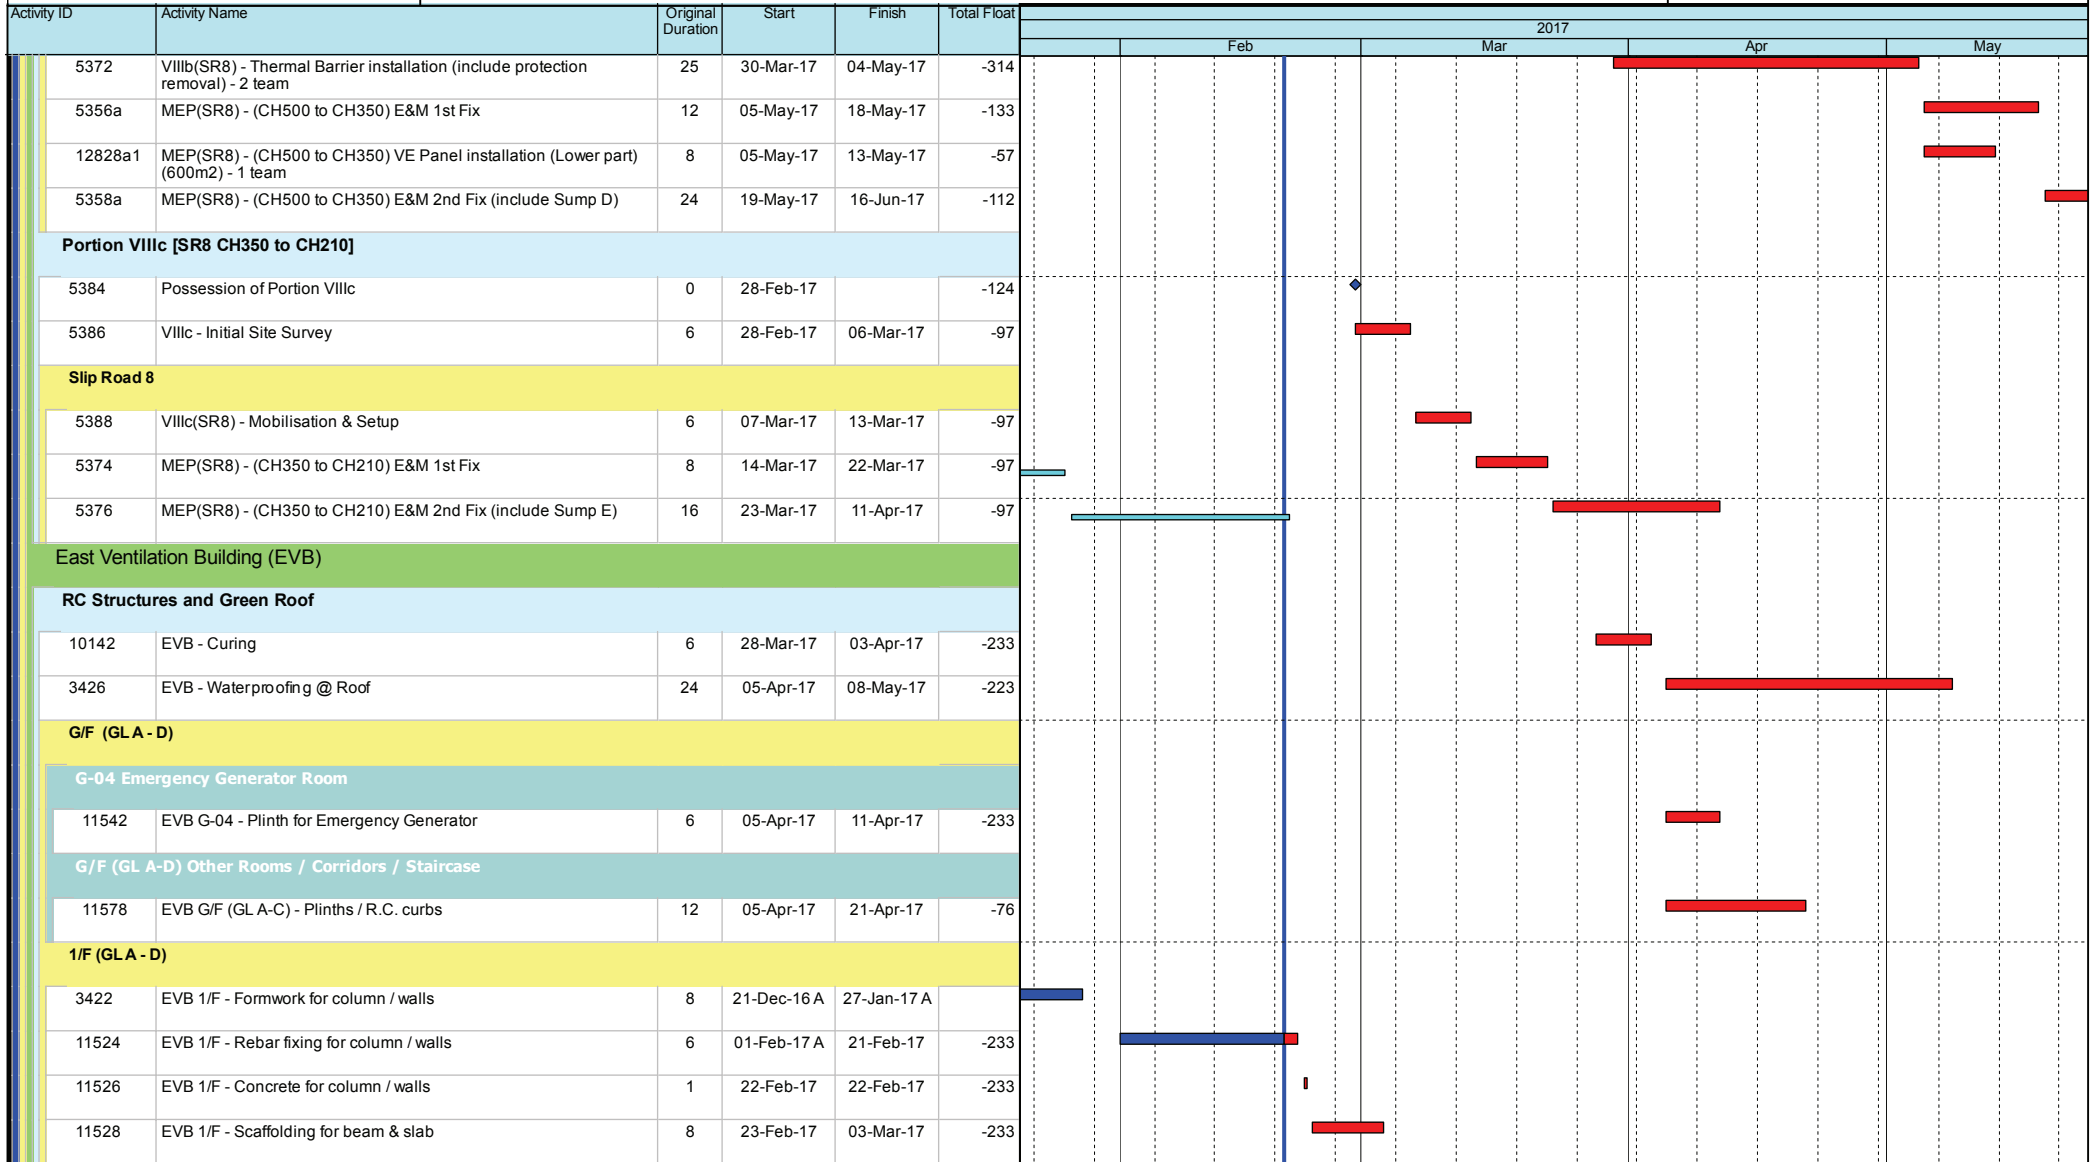 Activity ID Activity Name Original Duration Start Finish Total Float
2017
Feb Mar Apr May
5372 VIIIb(SR8) - Thermal Barrier installation (include protection removal) - 2 team 25 30-Mar-17 04-May-17 -314
5356a MEP(SR8) - (CH500 to CH350) E&M 1st Fix 12 05-May-17 18-May-17 -133
12828a1 MEP(SR8) - (CH500 to CH350) VE Panel installation (Lower part) (600m2) - 1 team 8 05-May-17 13-May-17 -57
5358a MEP(SR8) - (CH500 to CH350) E&M 2nd Fix (include Sump D) 24 19-May-17 16-Jun-17 -112
Portion VIIIc [SR8 CH350 to CH210]
5384 Possession of Portion VIIIc 0 28-Feb-17 -124
5386 VIIIc - Initial Site Survey 6 28-Feb-17 06-Mar-17 -97
Slip Road 8
5388 VIIIc(SR8) - Mobilisation & Setup 6 07-Mar-17 13-Mar-17 -97
5374 MEP(SR8) - (CH350 to CH210) E&M 1st Fix 8 14-Mar-17 22-Mar-17 -97
5376 MEP(SR8) - (CH350 to CH210) E&M 2nd Fix (include Sump E) 16 23-Mar-17 11-Apr-17 -97
East Ventilation Building (EVB)
RC Structures and Green Roof
10142 EVB - Curing 6 28-Mar-17 03-Apr-17 -233
3426 EVB - Waterproofing @ Roof 24 05-Apr-17 08-May-17 -223
G/F (GL A - D)
G-04 Emergency Generator Room
11542 EVB G-04 - Plinth for Emergency Generator 6 05-Apr-17 11-Apr-17 -233
G/F (GL A-D) Other Rooms / Corridors / Staircase
11578 EVB G/F (GL A-C) - Plinths / R.C. curbs 12 05-Apr-17 21-Apr-17 -76
1/F (GL A - D)
3422 EVB 1/F - Formwork for column / walls 8 21-Dec-16 A 27-Jan-17 A
11524 EVB 1/F - Rebar fixing for column / walls 6 01-Feb-17 A 21-Feb-17 -233
11526 EVB 1/F - Concrete for column / walls 1 22-Feb-17 22-Feb-17 -233
11528 EVB 1/F - Scaffolding for beam & slab 8 23-Feb-17 03-Mar-17 -233